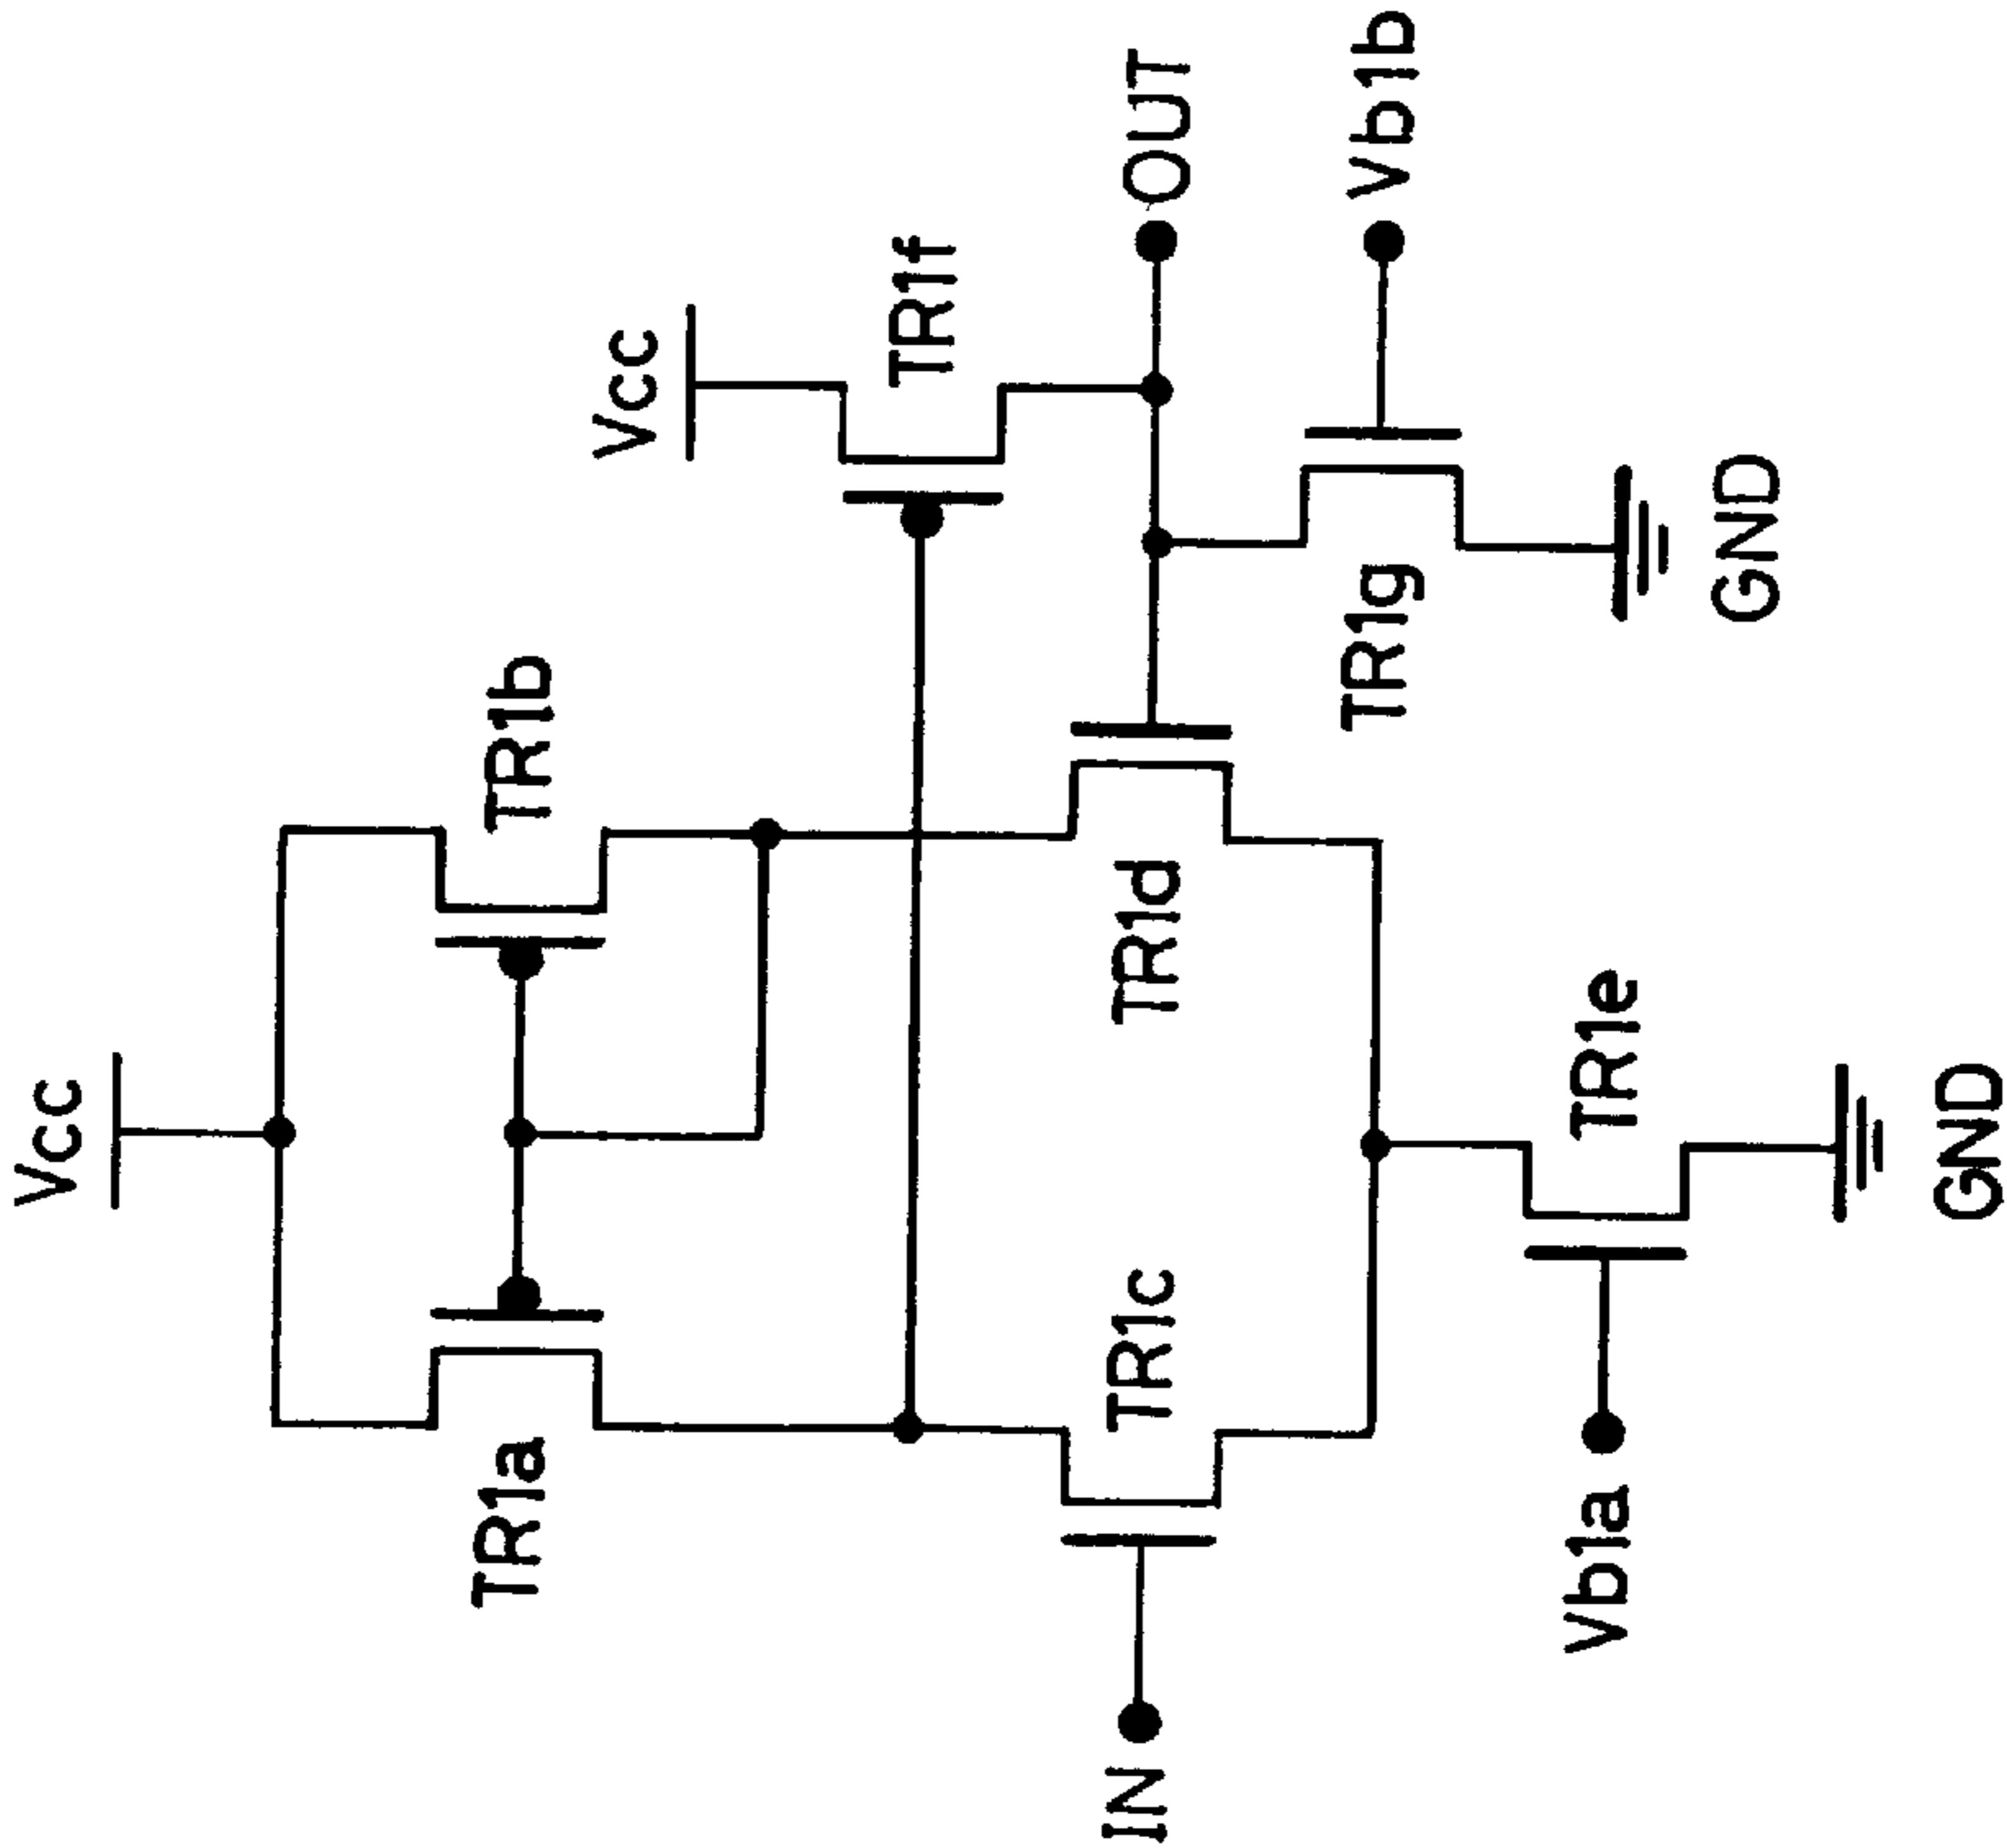 Vcc
Vcc
TR1a
TR1b
TR1f
IN
TR1c
TR1d
OUT
TR1g
Vb1b
Vb1a
TR1e
GND
GND